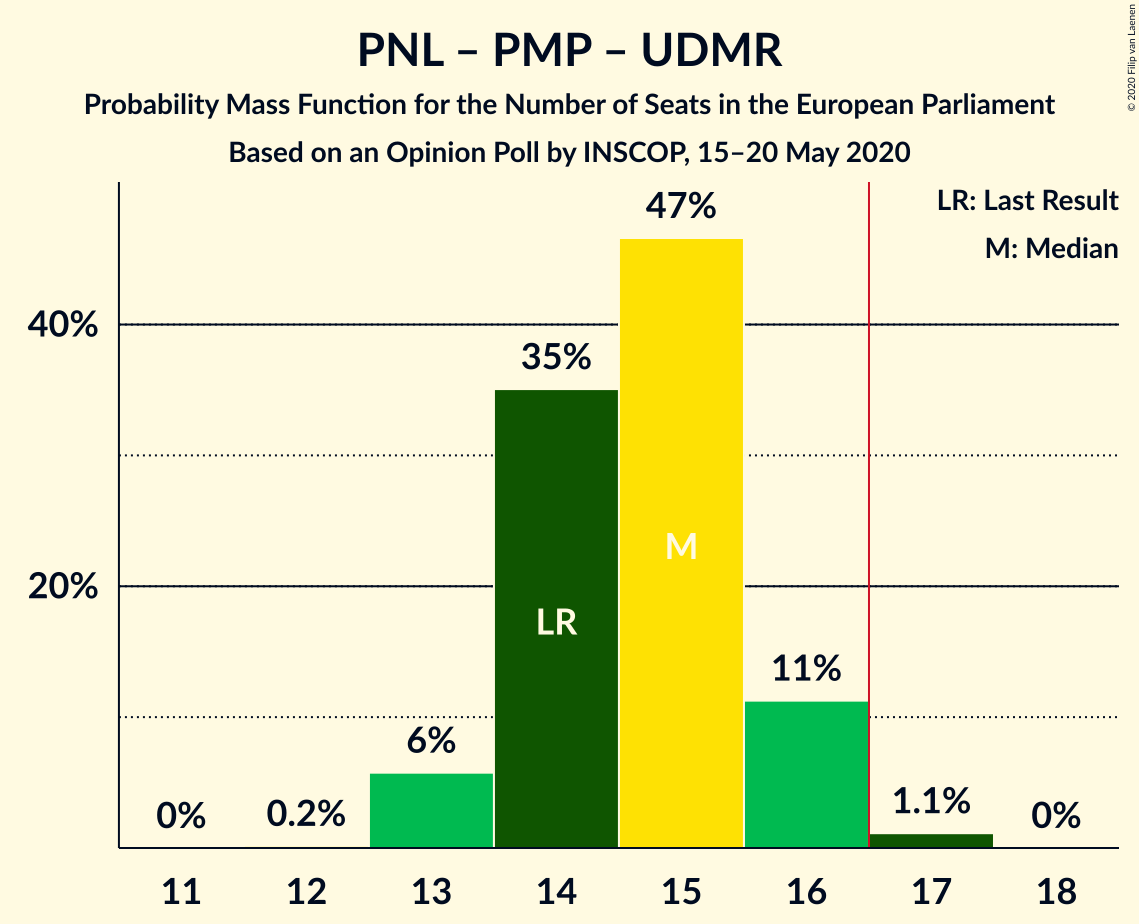 PNL – PMP – UDMR
Probability Mass Function for the Number of Seats in the European Parliament
Based on an Opinion Poll by INSCOP, 15–20 May 2020
© 2020 Filip van Laenen
LR: Last Result
M: Median
47%
40%
35%
M
20%
LR
11%
6%
0%
0.2%
1.1%
0%
11 12 13 14 15 16 17 18